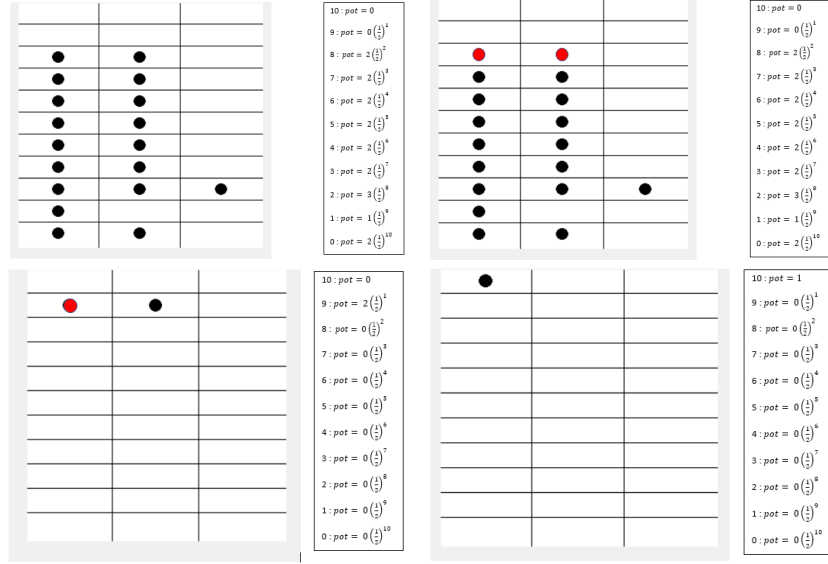 10 : pot = 0
9 : pot = 0(1/2)^1
8 : pot = 2(1/2)^2
7 : pot = 2(1/2)^3
6 : pot = 2(1/2)^4
5 : pot = 2(1/2)^5
4 : pot = 2(1/2)^6
3 : pot = 2(1/2)^7
2 : pot = 3(1/2)^8
1 : pot = 1(1/2)^9
0 : pot = 2(1/2)^10
10 : pot = 0
9 : pot = 0(1/2)^1
8 : pot = 2(1/2)^2
7 : pot = 2(1/2)^3
6 : pot = 2(1/2)^4
5 : pot = 2(1/2)^5
4 : pot = 2(1/2)^6
3 : pot = 2(1/2)^7
2 : pot = 3(1/2)^8
1 : pot = 1(1/2)^9
0 : pot = 2(1/2)^10
10 : pot = 0
9 : pot = 2(1/2)^1
8 : pot = 0(1/2)^2
7 : pot = 0(1/2)^3
6 : pot = 0(1/2)^4
5 : pot = 0(1/2)^5
4 : pot = 0(1/2)^6
3 : pot = 0(1/2)^7
2 : pot = 0(1/2)^8
1 : pot = 0(1/2)^9
0 : pot = 0(1/2)^10
10 : pot = 1
9 : pot = 0(1/2)^1
8 : pot = 0(1/2)^2
7 : pot = 0(1/2)^3
6 : pot = 0(1/2)^4
5 : pot = 0(1/2)^5
4 : pot = 0(1/2)^6
3 : pot = 0(1/2)^7
2 : pot = 0(1/2)^8
1 : pot = 0(1/2)^9
0 : pot = 0(1/2)^10